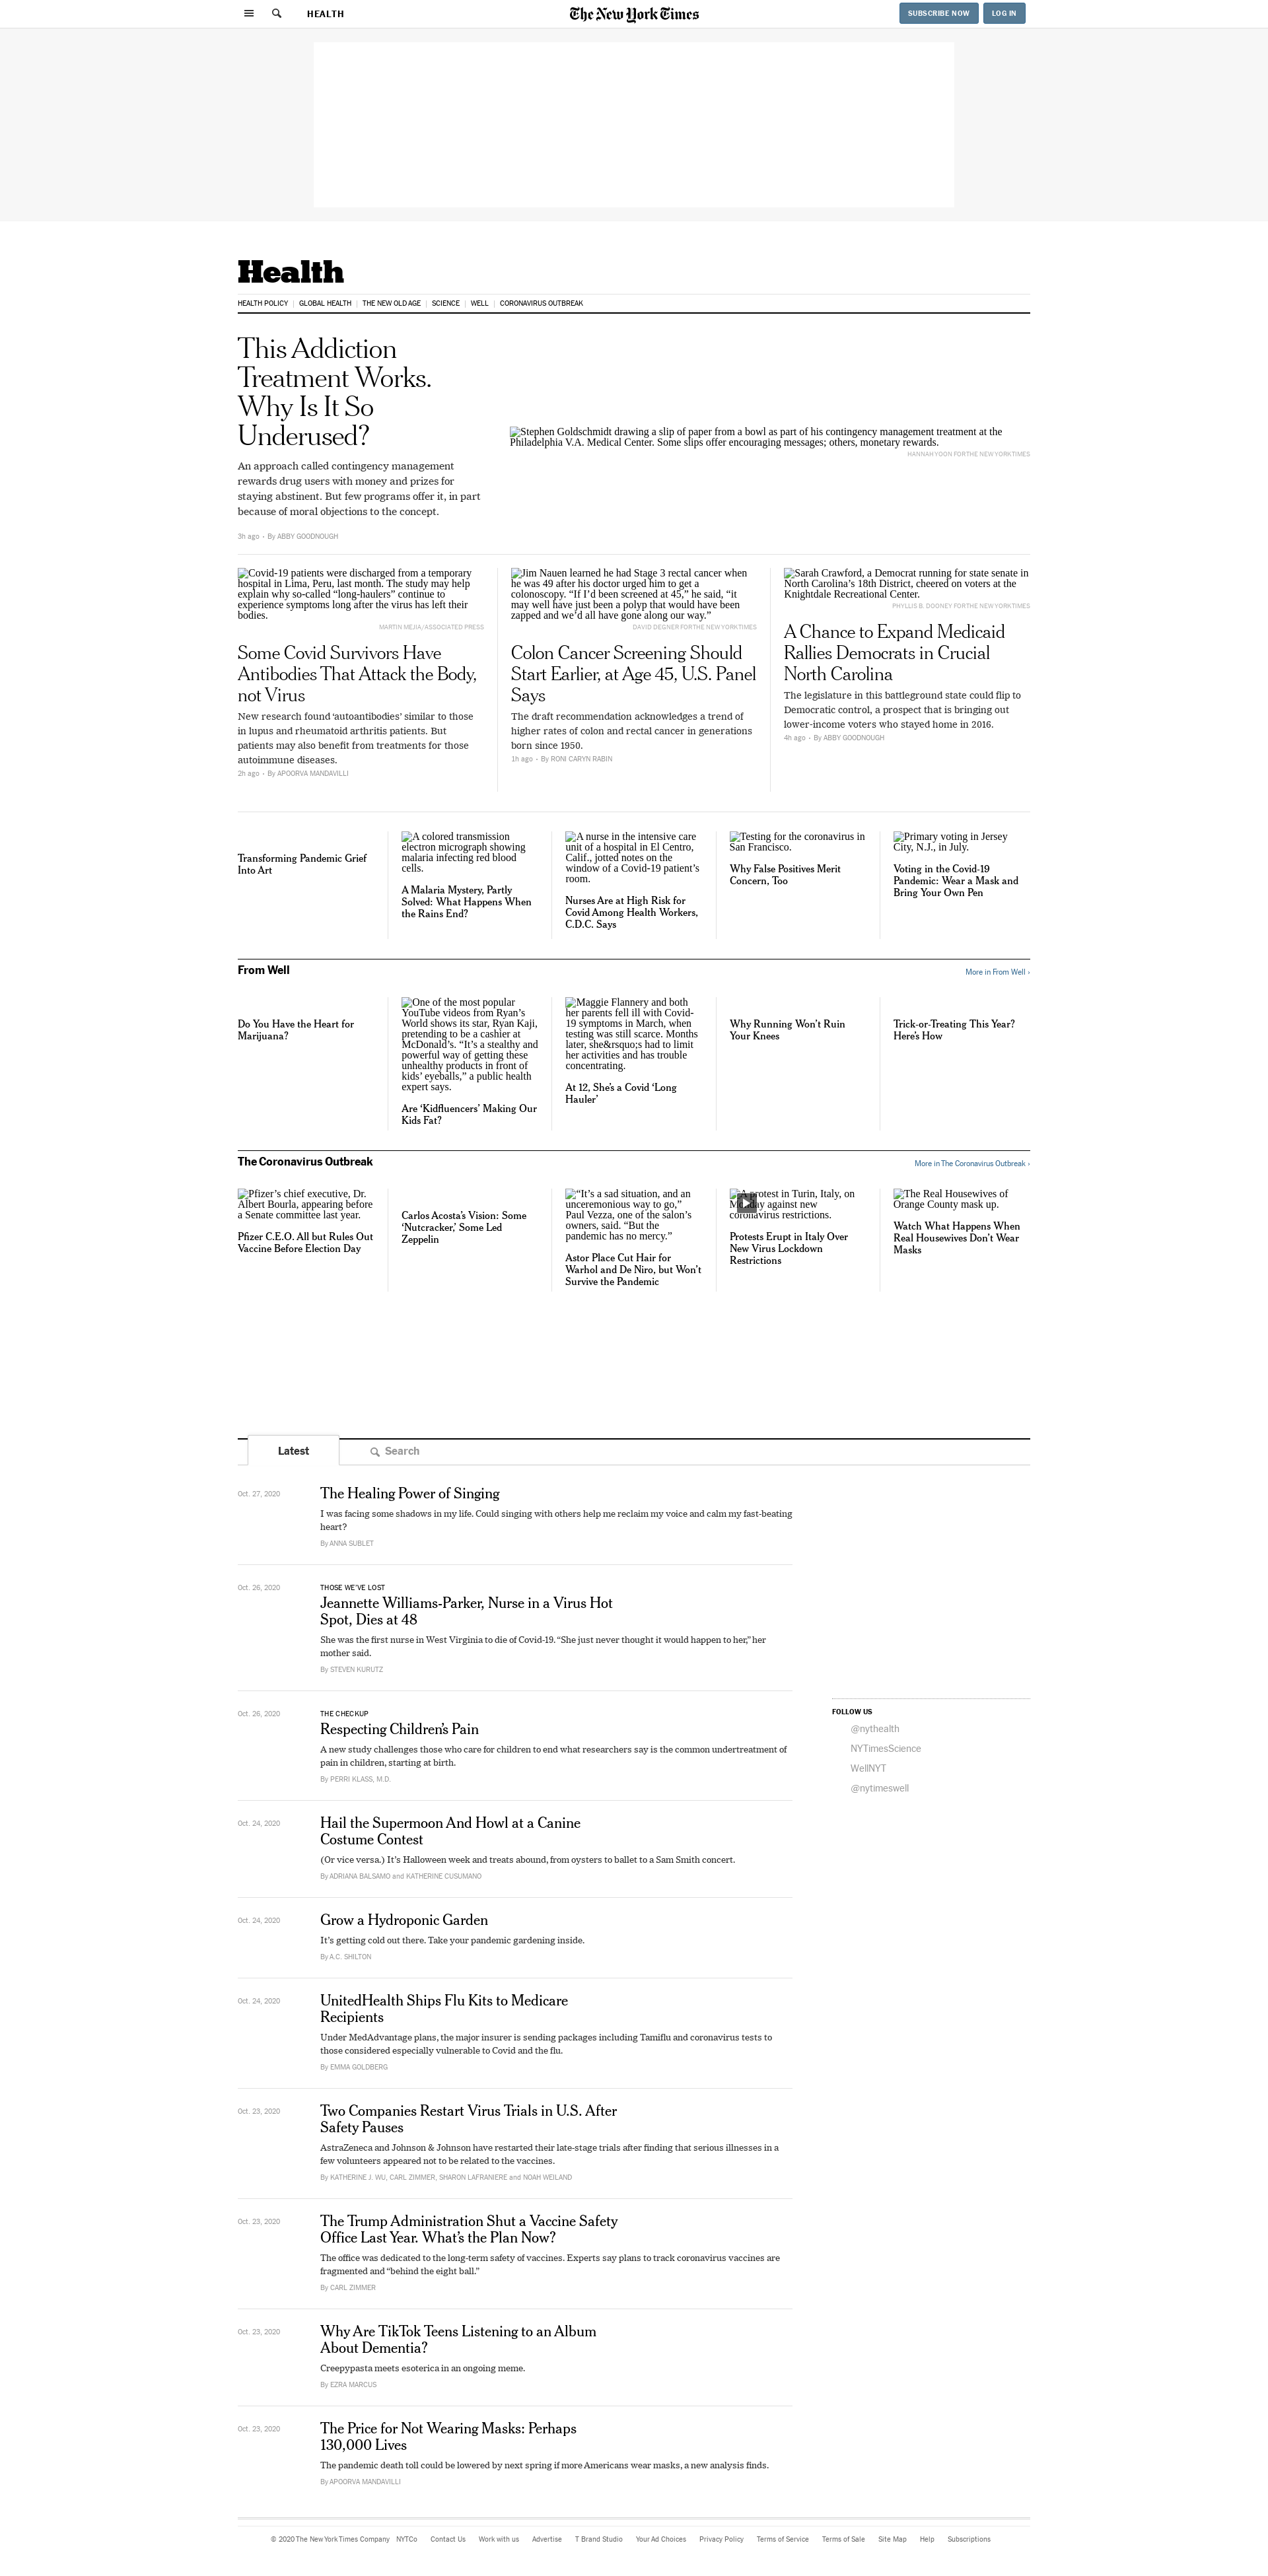 HEALTH
The New York Times
SUBSCRIBE NOW
LOG IN
Health
HEALTH POLICY
GLOBAL HEALTH
THE NEW OLD AGE
SCIENCE
WELL
CORONAVIRUS OUTBREAK
This Addiction
Treatment Works.
Why Is It So
Underused?
An approach called contingency management
rewards drug users with money and prizes for
staying abstinent. But few programs offer it, in part
because of moral objections to the concept.
3h ago · By ABBY GOODNOUGH
Stephen Goldschmidt drawing a slip of paper from a bowl as part of his contingency management treatment at the
Philadelphia V.A. Medical Center. Some slips offer encouraging messages; others, monetary rewards.
HANNAH YOON FOR THE NEW YORK TIMES
Covid-19 patients were discharged from a temporary
hospital in Lima, Peru, last month. The study may help
explain why so-called “long-haulers” continue to
experience symptoms long after the virus has left their
bodies.
MARTIN MEJIA/ASSOCIATED PRESS
Some Covid Survivors Have
Antibodies That Attack the Body,
not Virus
New research found ‘autoantibodies’ similar to those
in lupus and rheumatoid arthritis patients. But
patients may also benefit from treatments for those
autoimmune diseases.
2h ago · By APOORVA MANDAVILLI
Jim Nauen learned he had Stage 3 rectal cancer when
he was 49 after his doctor urged him to get a
colonoscopy. “If I’d been screened at 45,” he said, “it
may well have just been a polyp that would have been
zapped and we’d all have gone along our way.”
DAVID DEGNER FOR THE NEW YORK TIMES
Colon Cancer Screening Should
Start Earlier, at Age 45, U.S. Panel
Says
The draft recommendation acknowledges a trend of
higher rates of colon and rectal cancer in generations
born since 1950.
1h ago · By RONI CARYN RABIN
Sarah Crawford, a Democrat running for state senate in
North Carolina’s 18th District, cheered on voters at the
Knightdale Recreational Center.
PHYLLIS B. DOONEY FOR THE NEW YORK TIMES
A Chance to Expand Medicaid
Rallies Democrats in Crucial
North Carolina
The legislature in this battleground state could flip to
Democratic control, a prospect that is bringing out
lower-income voters who stayed home in 2016.
4h ago · By ABBY GOODNOUGH
Transforming Pandemic Grief
Into Art
A colored transmission
electron micrograph showing
malaria infecting red blood
cells.
A Malaria Mystery, Partly
Solved: What Happens When
the Rains End?
A nurse in the intensive care
unit of a hospital in El Centro,
Calif., jotted notes on the
window of a Covid-19 patient’s
room.
Nurses Are at High Risk for
Covid Among Health Workers,
C.D.C. Says
Testing for the coronavirus in
San Francisco.
Why False Positives Merit
Concern, Too
Primary voting in Jersey
City, N.J., in July.
Voting in the Covid-19
Pandemic: Wear a Mask and
Bring Your Own Pen
From Well
More in From Well ›
Do You Have the Heart for
Marijuana?
One of the most popular
YouTube videos from Ryan’s
World shows its star, Ryan Kaji,
pretending to be a cashier at
McDonald’s. “It’s a stealthy and
powerful way of getting these
unhealthy products in front of
kids’ eyeballs,” a public health
expert says.
Are ‘Kidfluencers’ Making Our
Kids Fat?
Maggie Flannery and both
her parents fell ill with Covid-
19 symptoms in March, when
testing was still scarce. Months
later, she&rsquo;s had to limit
her activities and has trouble
concentrating.
At 12, She’s a Covid ‘Long
Hauler’
Why Running Won’t Ruin
Your Knees
Trick-or-Treating This Year?
Here’s How
The Coronavirus Outbreak
More in The Coronavirus Outbreak ›
Pfizer’s chief executive, Dr.
Albert Bourla, appearing before
a Senate committee last year.
Pfizer C.E.O. All but Rules Out
Vaccine Before Election Day
Carlos Acosta’s Vision: Some
‘Nutcracker,’ Some Led
Zeppelin
“It’s a sad situation, and an
unceremonious way to go,”
Paul Vezza, one of the salon’s
owners, said. “But the
pandemic has no mercy.”
Astor Place Cut Hair for
Warhol and De Niro, but Won’t
Survive the Pandemic
A protest in Turin, Italy, on
Monday against new
coronavirus restrictions.
Protests Erupt in Italy Over
New Virus Lockdown
Restrictions
The Real Housewives of
Orange County mask up.
Watch What Happens When
Real Housewives Don’t Wear
Masks
Latest
Search
Oct. 27, 2020
The Healing Power of Singing
I was facing some shadows in my life. Could singing with others help me reclaim my voice and calm my fast-beating
heart?
By ANNA SUBLET
Oct. 26, 2020
THOSE WE’VE LOST
Jeannette Williams-Parker, Nurse in a Virus Hot
Spot, Dies at 48
She was the first nurse in West Virginia to die of Covid-19. “She just never thought it would happen to her,” her
mother said.
By STEVEN KURUTZ
Oct. 26, 2020
THE CHECKUP
Respecting Children’s Pain
A new study challenges those who care for children to end what researchers say is the common undertreatment of
pain in children, starting at birth.
By PERRI KLASS, M.D.
Oct. 24, 2020
Hail the Supermoon And Howl at a Canine
Costume Contest
(Or vice versa.) It’s Halloween week and treats abound, from oysters to ballet to a Sam Smith concert.
By ADRIANA BALSAMO and KATHERINE CUSUMANO
Oct. 24, 2020
Grow a Hydroponic Garden
It’s getting cold out there. Take your pandemic gardening inside.
By A.C. SHILTON
Oct. 24, 2020
UnitedHealth Ships Flu Kits to Medicare
Recipients
Under MedAdvantage plans, the major insurer is sending packages including Tamiflu and coronavirus tests to
those considered especially vulnerable to Covid and the flu.
By EMMA GOLDBERG
Oct. 23, 2020
Two Companies Restart Virus Trials in U.S. After
Safety Pauses
AstraZeneca and Johnson & Johnson have restarted their late-stage trials after finding that serious illnesses in a
few volunteers appeared not to be related to the vaccines.
By KATHERINE J. WU, CARL ZIMMER, SHARON LAFRANIERE and NOAH WEILAND
Oct. 23, 2020
The Trump Administration Shut a Vaccine Safety
Office Last Year. What’s the Plan Now?
The office was dedicated to the long-term safety of vaccines. Experts say plans to track coronavirus vaccines are
fragmented and “behind the eight ball.”
By CARL ZIMMER
Oct. 23, 2020
Why Are TikTok Teens Listening to an Album
About Dementia?
Creepypasta meets esoterica in an ongoing meme.
By EZRA MARCUS
Oct. 23, 2020
The Price for Not Wearing Masks: Perhaps
130,000 Lives
The pandemic death toll could be lowered by next spring if more Americans wear masks, a new analysis finds.
By APOORVA MANDAVILLI
FOLLOW US
@nythealth
NYTimesScience
WellNYT
@nytimeswell
© 2020 The New York Times Company
NYTCo
Contact Us
Work with us
Advertise
T Brand Studio
Your Ad Choices
Privacy Policy
Terms of Service
Terms of Sale
Site Map
Help
Subscriptions